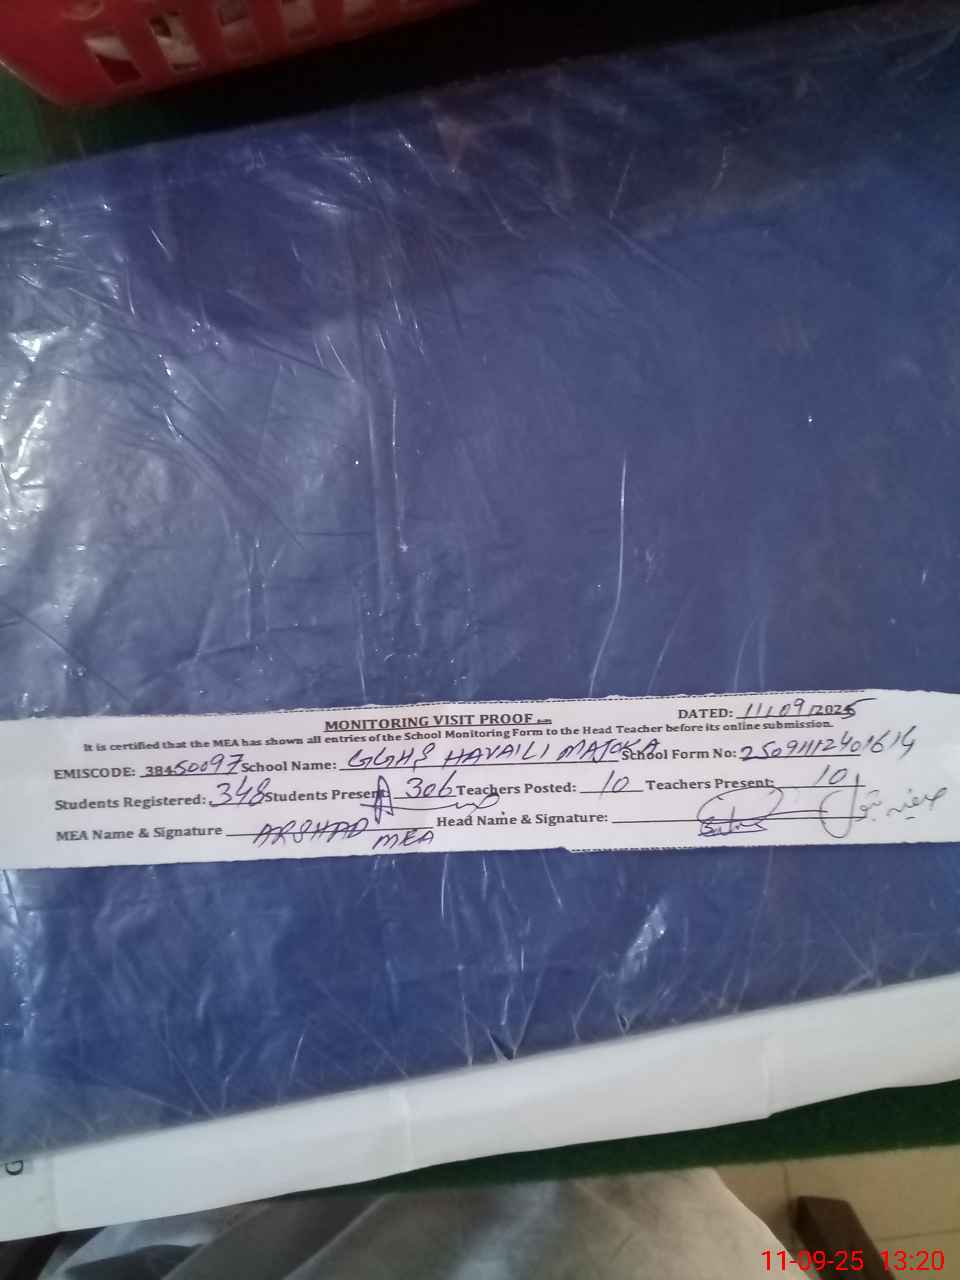 MONITORING VISIT PROOF
DATED: 11/09/2025
It is certified that the MEA has shown all entries of the School Monitoring Form to the Head Teacher before its online submission.
EMISCODE: 38450097 School Name: GGHS HAVAILI MAJOKA School Form No: 25091112401614
Students Registered: 348 Students Present: 306 Teachers Posted: 10 Teachers Present: 10
MEA Name & Signature ARSHAD MEA Head Name & Signature:
G
11-09-25 13:20